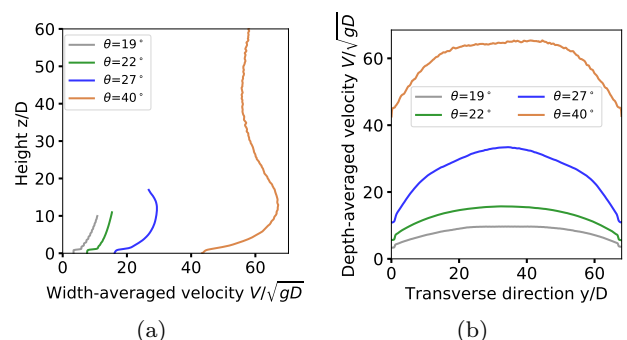 60
50
40
30
20
10
0
0 20 40 60
Height z/D
Width-averaged velocity V/√gD
θ=19°
θ=22°
θ=27°
θ=40°
(a)
60
40
20
0
0 20 40 60
Depth-averaged velocity V/√gD
Transverse direction y/D
θ=19° θ=27°
θ=22° θ=40°
(b)